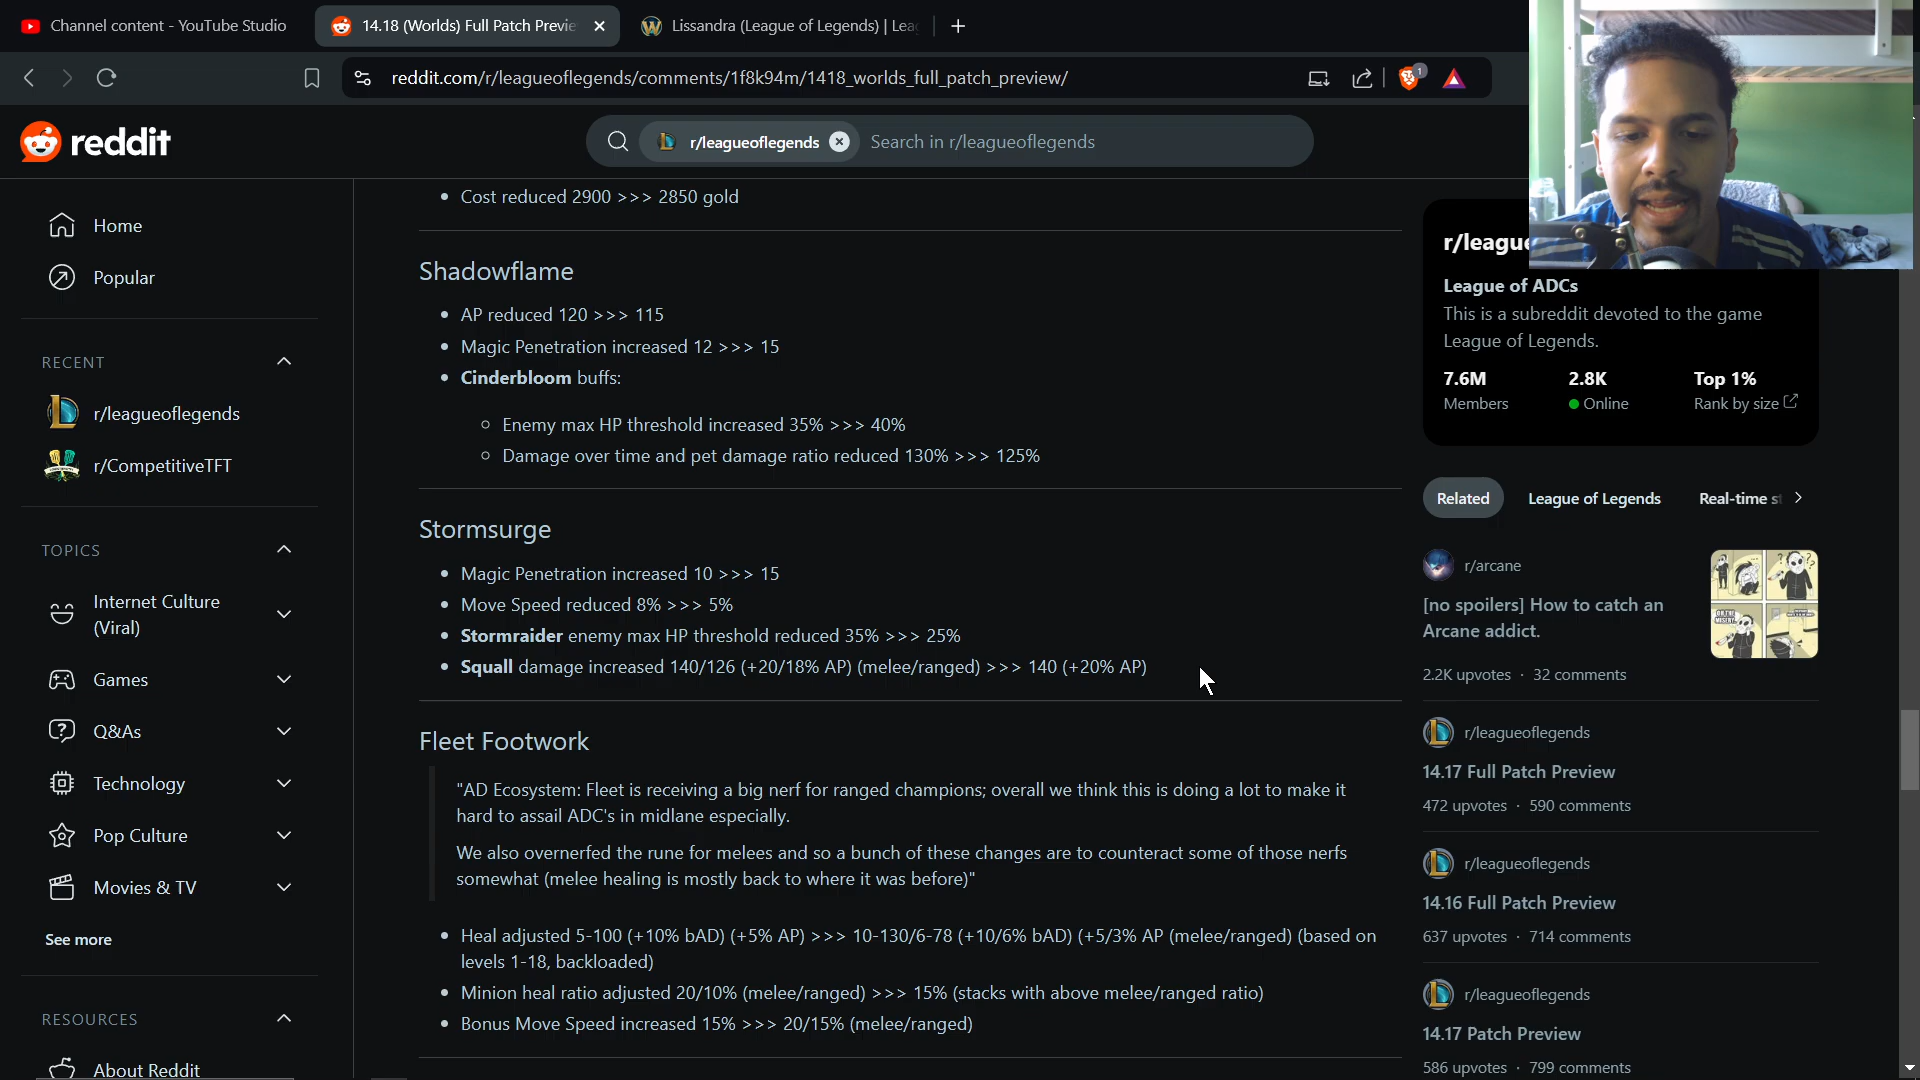 Channel content - YouTube Studio
14.18 (Worlds) Full Patch Previe
Lissandra (League of Legends) | Lea
reddit.com/r/leagueoflegends/comments/1f8k94m/1418_worlds_full_patch_preview/
1
reddit
r/leagueoflegends
Search in r/leagueoflegends
Home
Popular
RECENT
r/leagueoflegends
r/CompetitiveTFT
TOPICS
Internet Culture
(Viral)
Games
Q&As
Technology
Pop Culture
Movies & TV
See more
RESOURCES
About Reddit
• Cost reduced 2900 >>> 2850 gold
Shadowflame
• AP reduced 120 >>> 115
• Magic Penetration increased 12 >>> 15
• Cinderbloom buffs:
○ Enemy max HP threshold increased 35% >>> 40%
○ Damage over time and pet damage ratio reduced 130% >>> 125%
Stormsurge
• Magic Penetration increased 10 >>> 15
• Move Speed reduced 8% >>> 5%
• Stormraider enemy max HP threshold reduced 35% >>> 25%
• Squall damage increased 140/126 (+20/18% AP) (melee/ranged) >>> 140 (+20% AP)
Fleet Footwork
"AD Ecosystem: Fleet is receiving a big nerf for ranged champions; overall we think this is doing a lot to make it
hard to assail ADC's in midlane especially.
We also overnerfed the rune for melees and so a bunch of these changes are to counteract some of those nerfs
somewhat (melee healing is mostly back to where it was before)"
• Heal adjusted 5-100 (+10% bAD) (+5% AP) >>> 10-130/6-78 (+10/6% bAD) (+5/3% AP (melee/ranged) (based on
levels 1-18, backloaded)
• Minion heal ratio adjusted 20/10% (melee/ranged) >>> 15% (stacks with above melee/ranged ratio)
• Bonus Move Speed increased 15% >>> 20/15% (melee/ranged)
r/leagu
League of ADCs
This is a subreddit devoted to the game
League of Legends.
7.6M
2.8K
Top 1%
Members
Online
Rank by size
Related
League of Legends
Real-time s
r/arcane
[no spoilers] How to catch an
Arcane addict.
2.2K upvotes · 32 comments
r/leagueoflegends
14.17 Full Patch Preview
472 upvotes · 590 comments
r/leagueoflegends
14.16 Full Patch Preview
637 upvotes · 714 comments
r/leagueoflegends
14.17 Patch Preview
586 upvotes · 799 comments